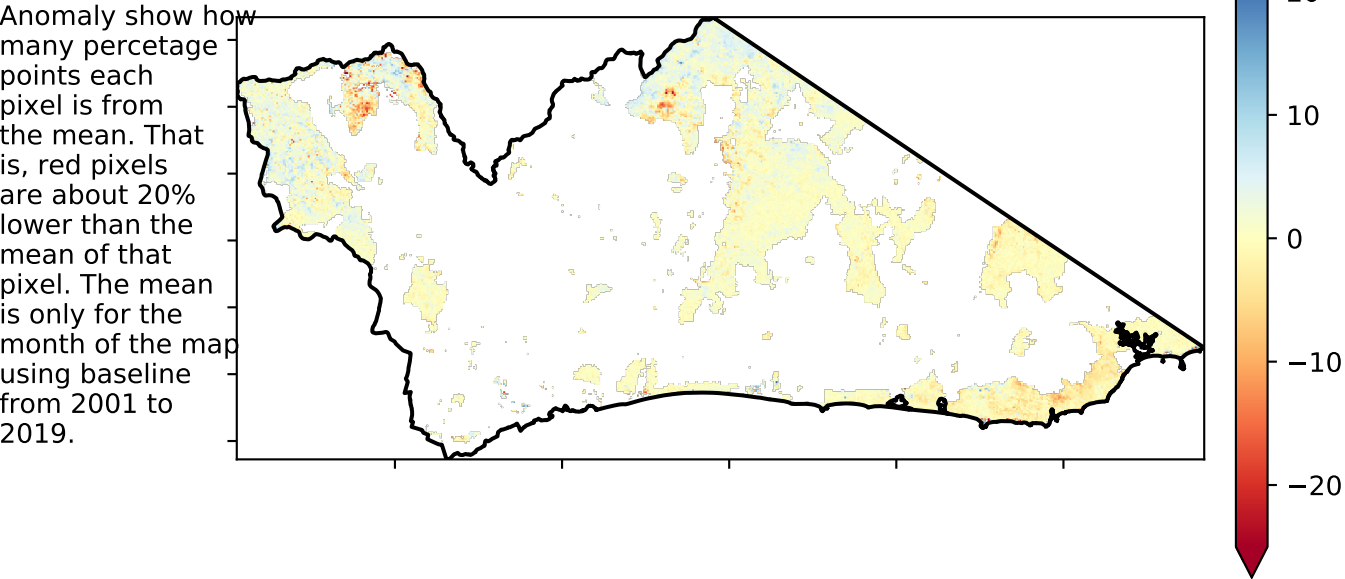 Anomaly show how
many percetage
points each
pixel is from
the mean. That
is, red pixels
are about 20%
lower than the
mean of that
pixel. The mean
is only for the
month of the map
using baseline
from 2001 to
2019.
10
0
−10
−20